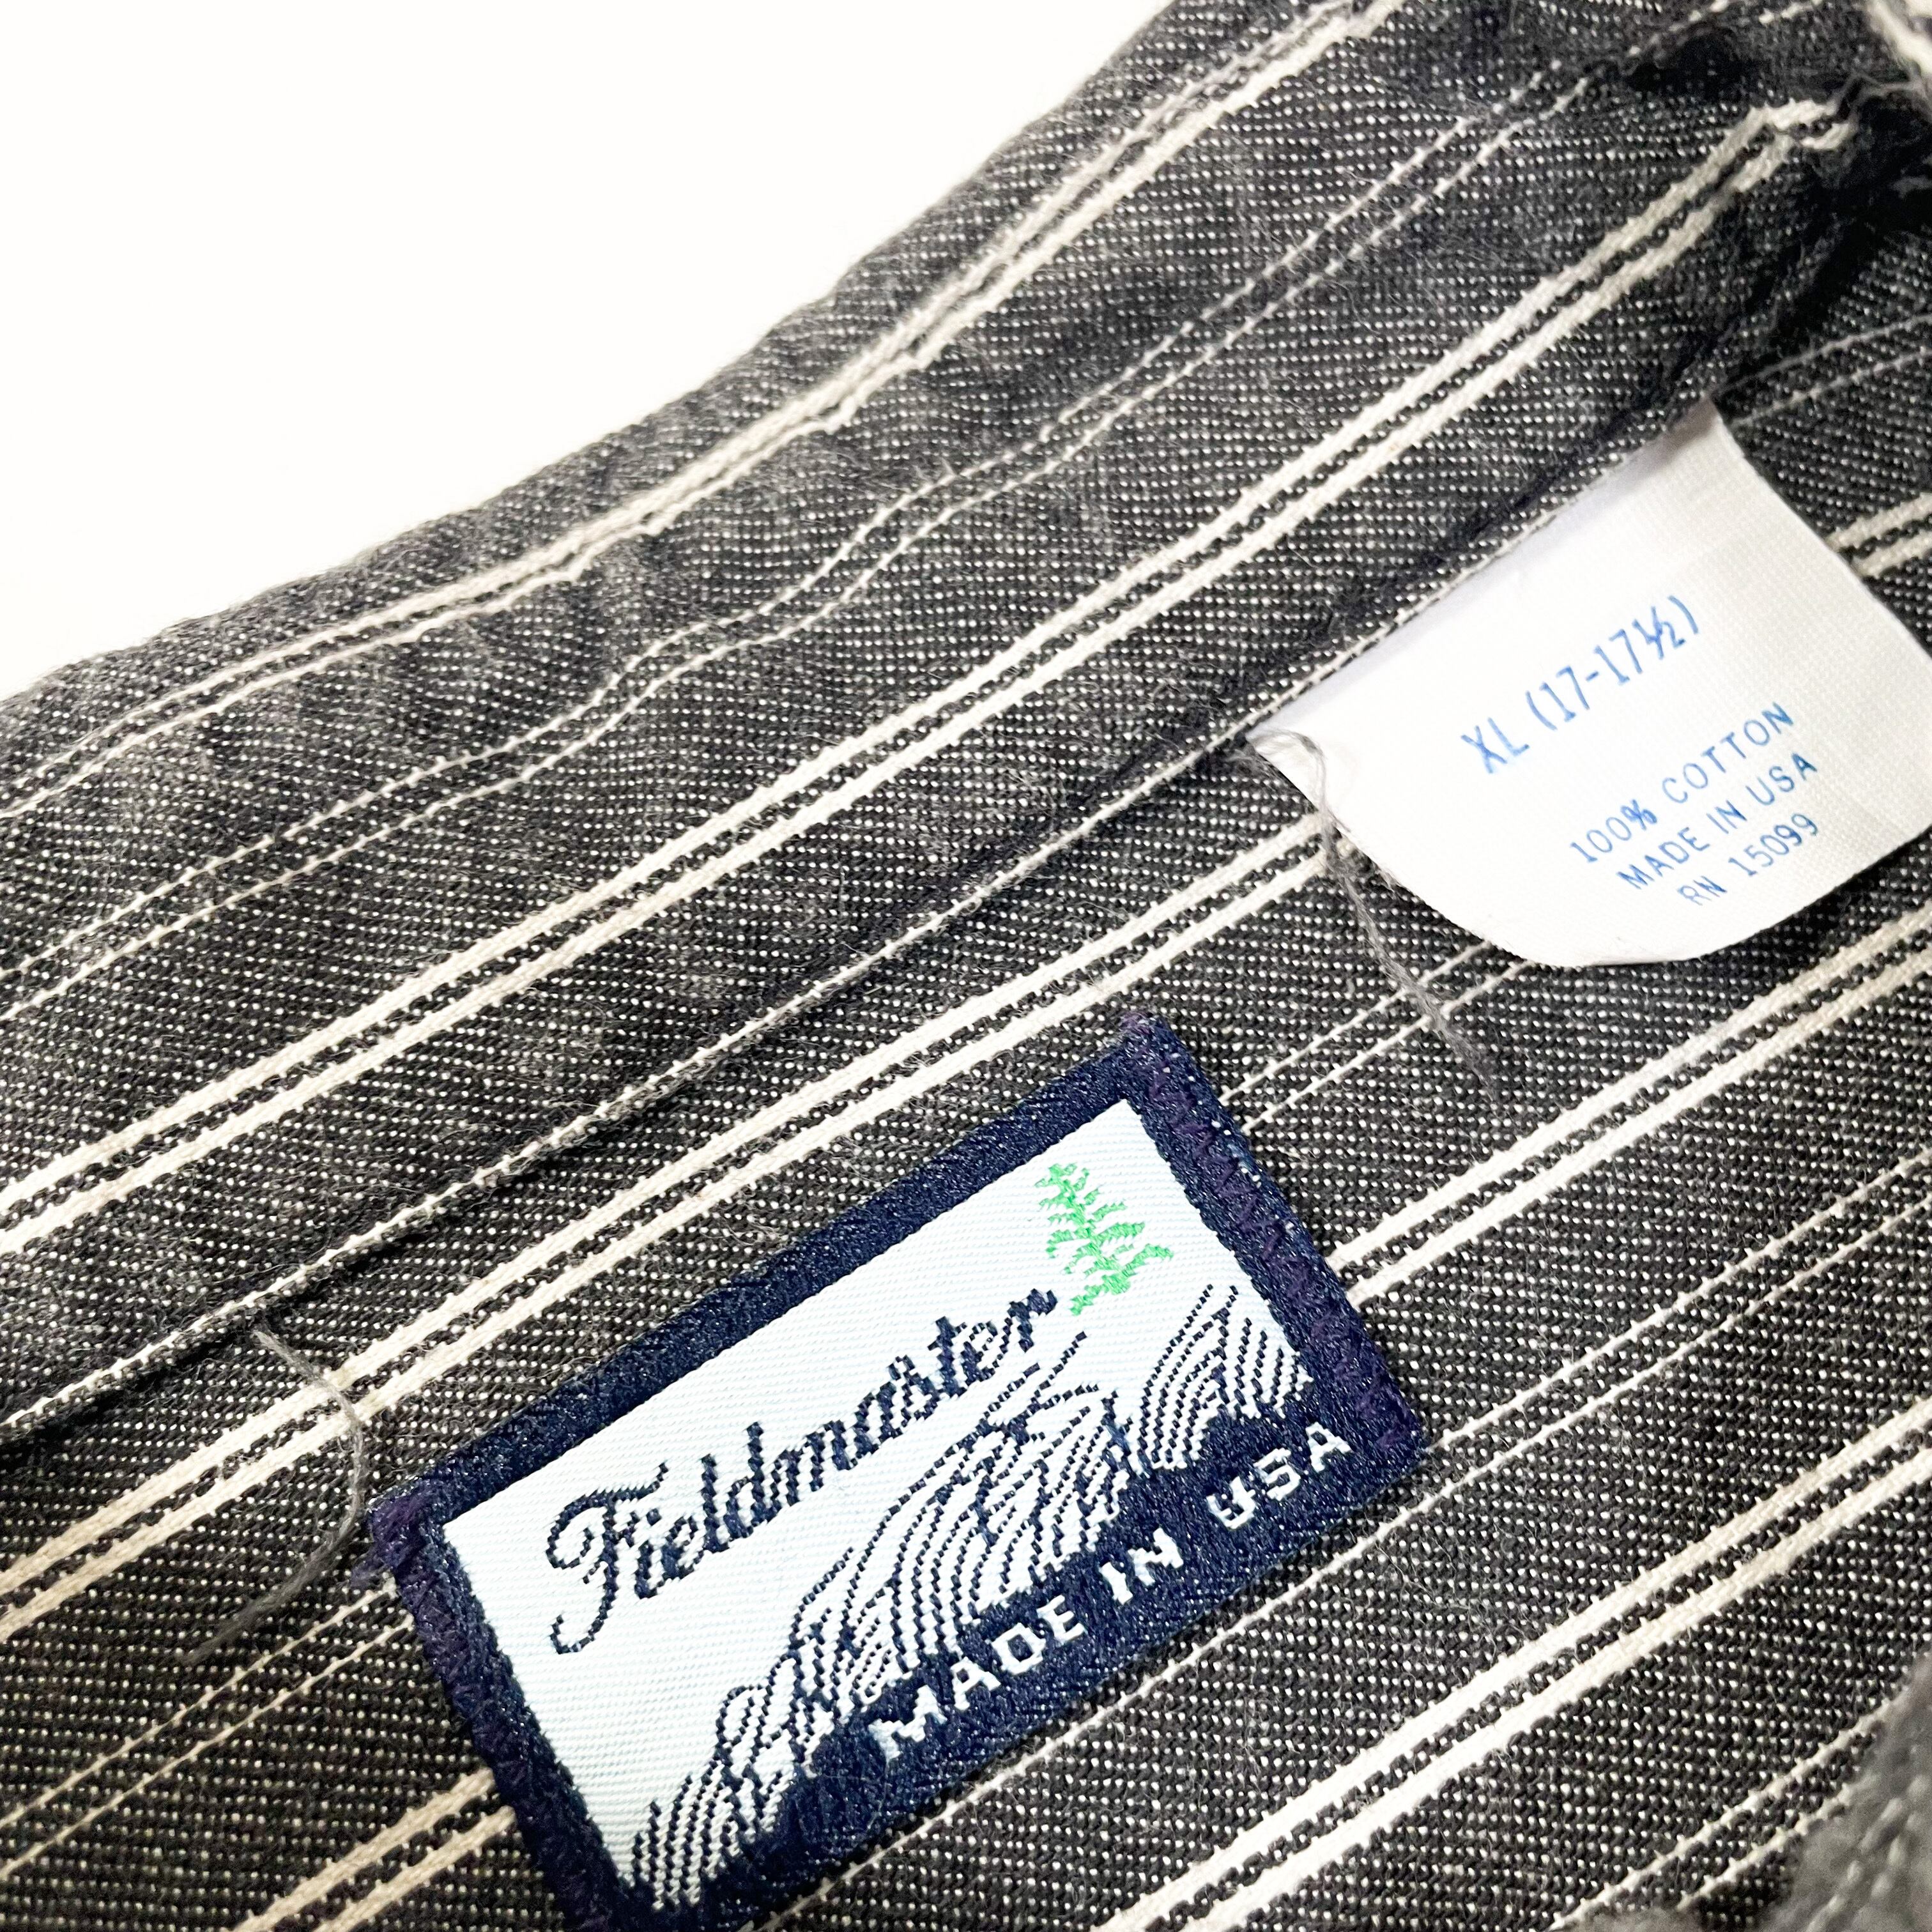 XL (17-17½)
100% COTTON
MADE IN USA
RN 15099
Fieldmaster
MADE IN USA